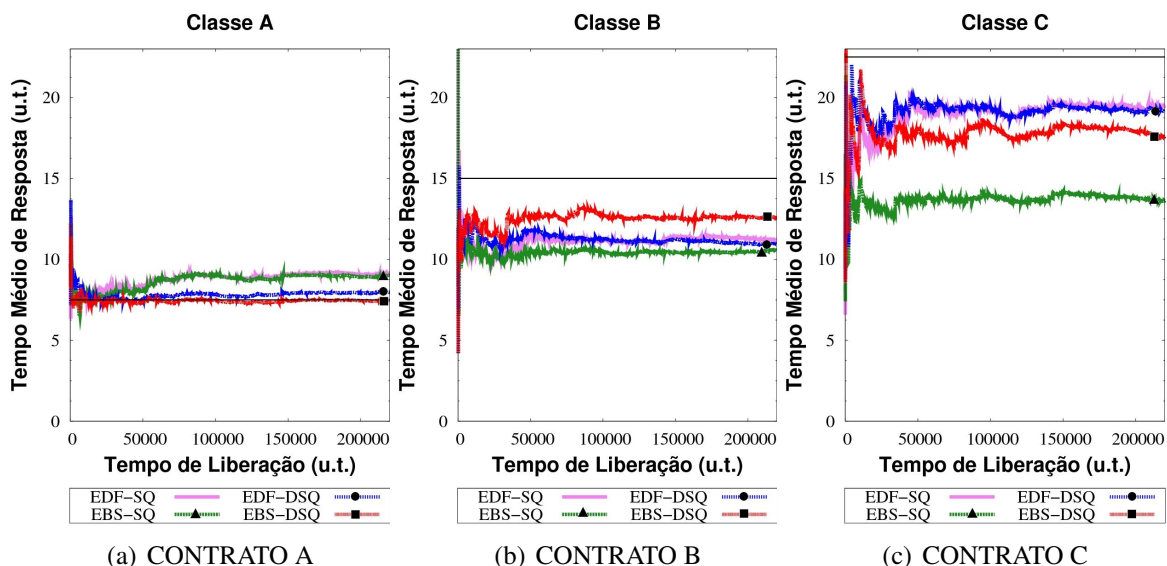 Classe A
Tempo Médio de Resposta (u.t.)
20
15
10
5
0
0 50000 100000 150000 200000
Tempo de Liberação (u.t.)
EDF−SQ EDF−DSQ
EBS−SQ EBS−DSQ
(a) CONTRATO A
Classe B
Tempo Médio de Resposta (u.t.)
20
15
10
5
0
0 50000 100000 150000 200000
Tempo de Liberação (u.t.)
EDF−SQ EDF−DSQ
EBS−SQ EBS−DSQ
(b) CONTRATO B
Classe C
Tempo Médio de Resposta (u.t.)
20
15
10
5
0
0 50000 100000 150000 200000
Tempo de Liberação (u.t.)
EDF−SQ EDF−DSQ
EBS−SQ EBS−DSQ
(c) CONTRATO C